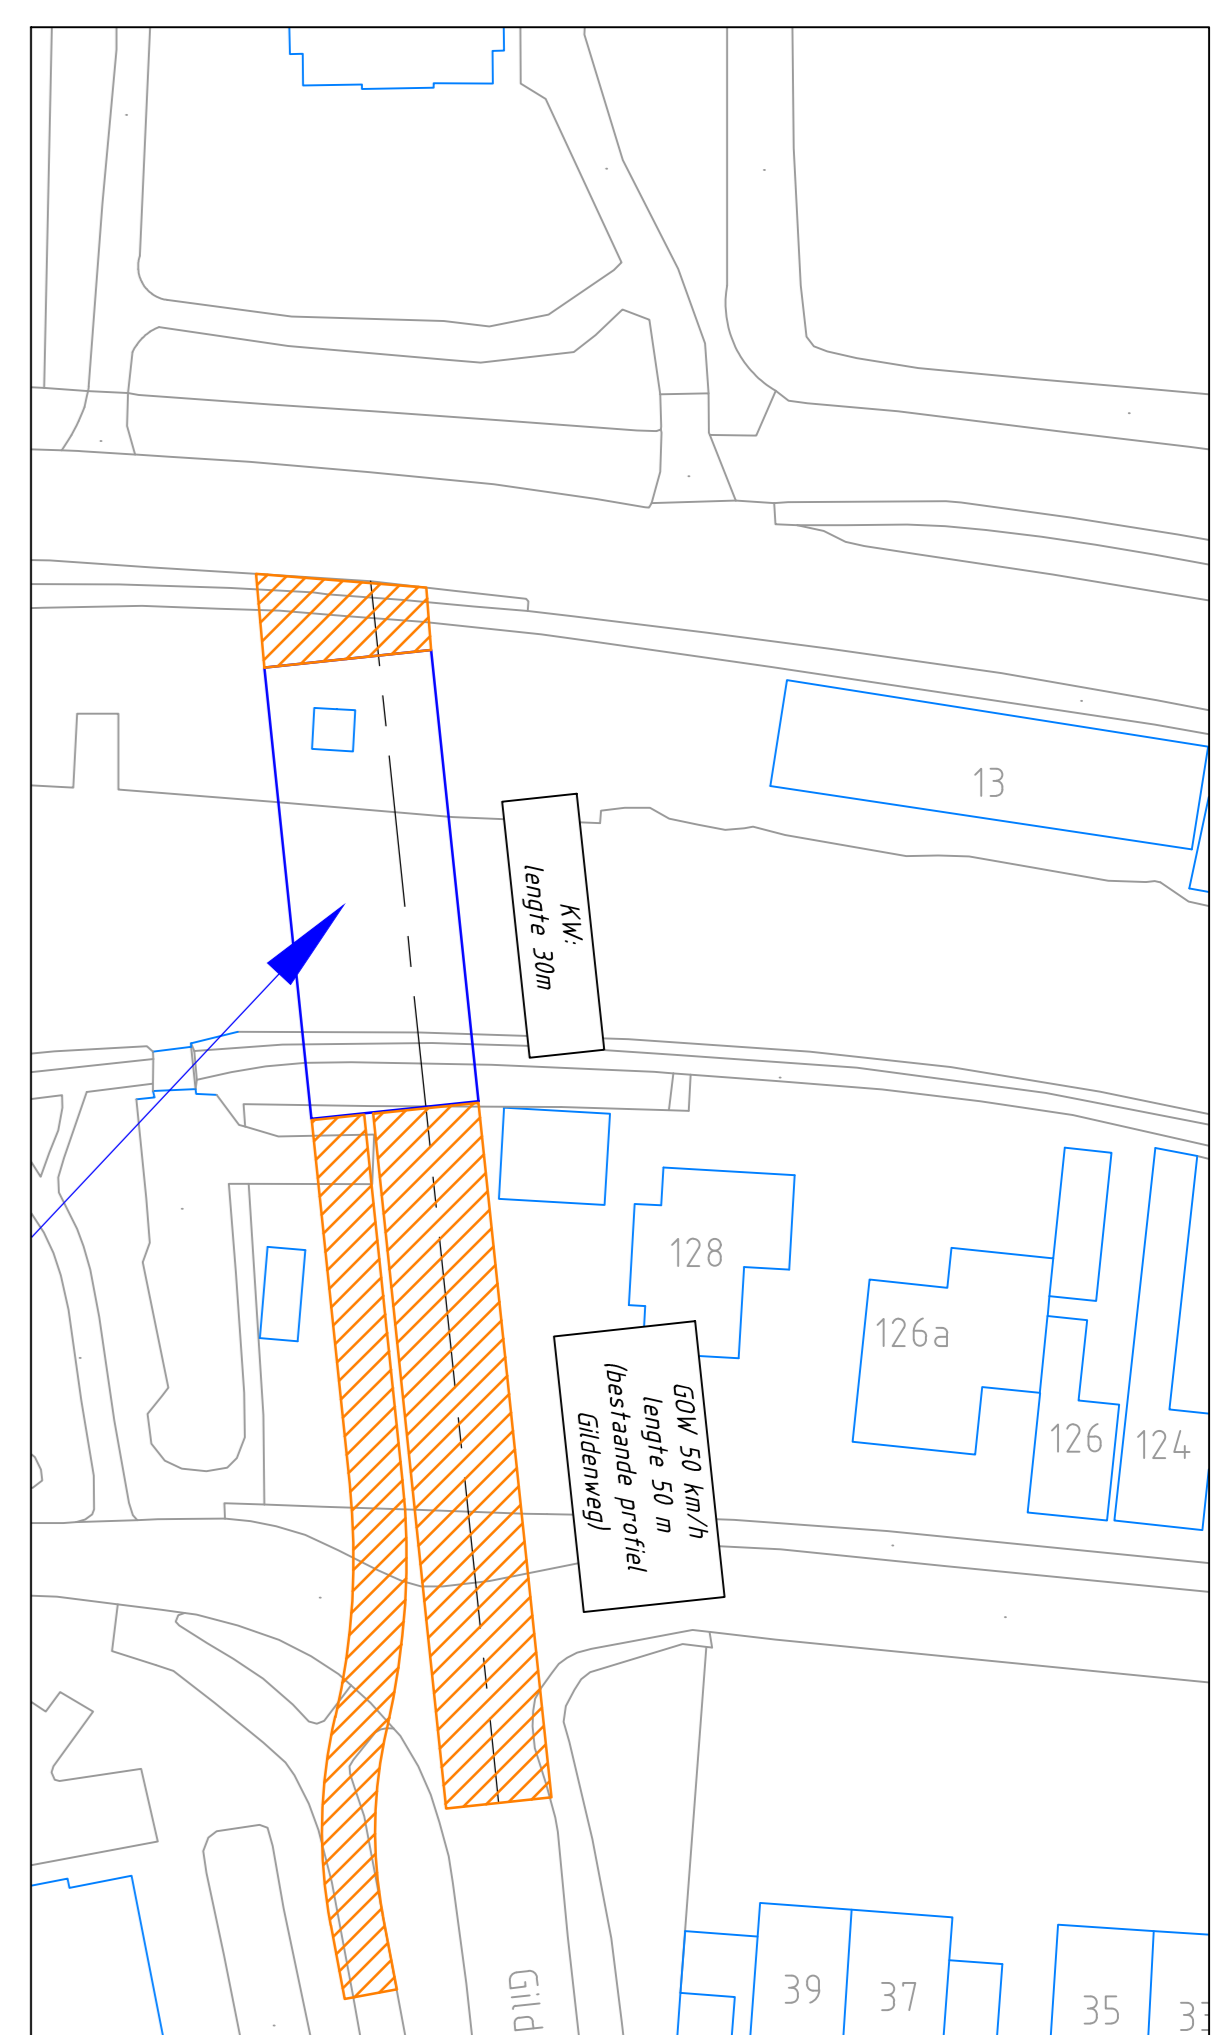 13
KW:
lengte 30m
128
126a
126
124
GOW 50 km/h
lengte 50 m
(bestaande profiel
Gildenweg)
Gild
39
37
35